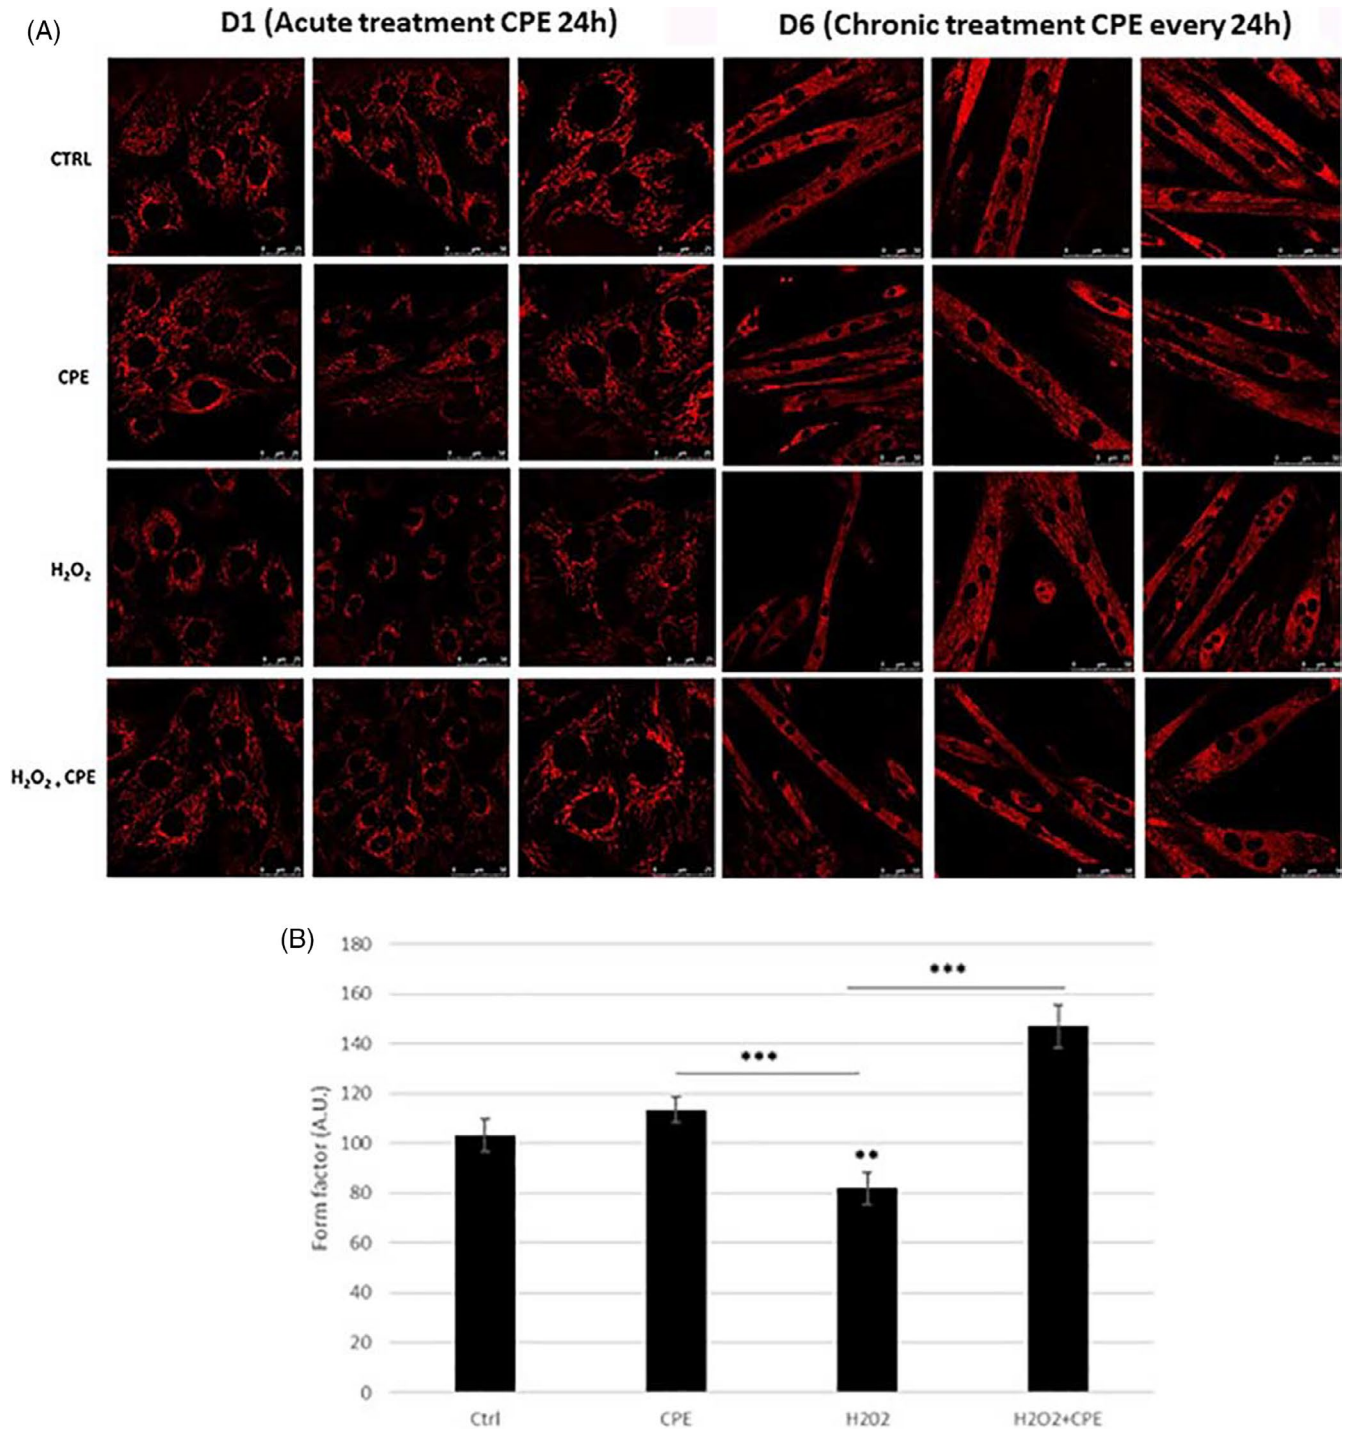 (A)
D1 (Acute treatment CPE 24h)
D6 (Chronic treatment CPE every 24h)
CTRL
CPE
H₂O₂
H₂O₂ + CPE
(B)
Form factor (A.U.)
180
160
140
120
100
80
60
40
20
0
Ctrl
CPE
H2O2
H2O2+CPE